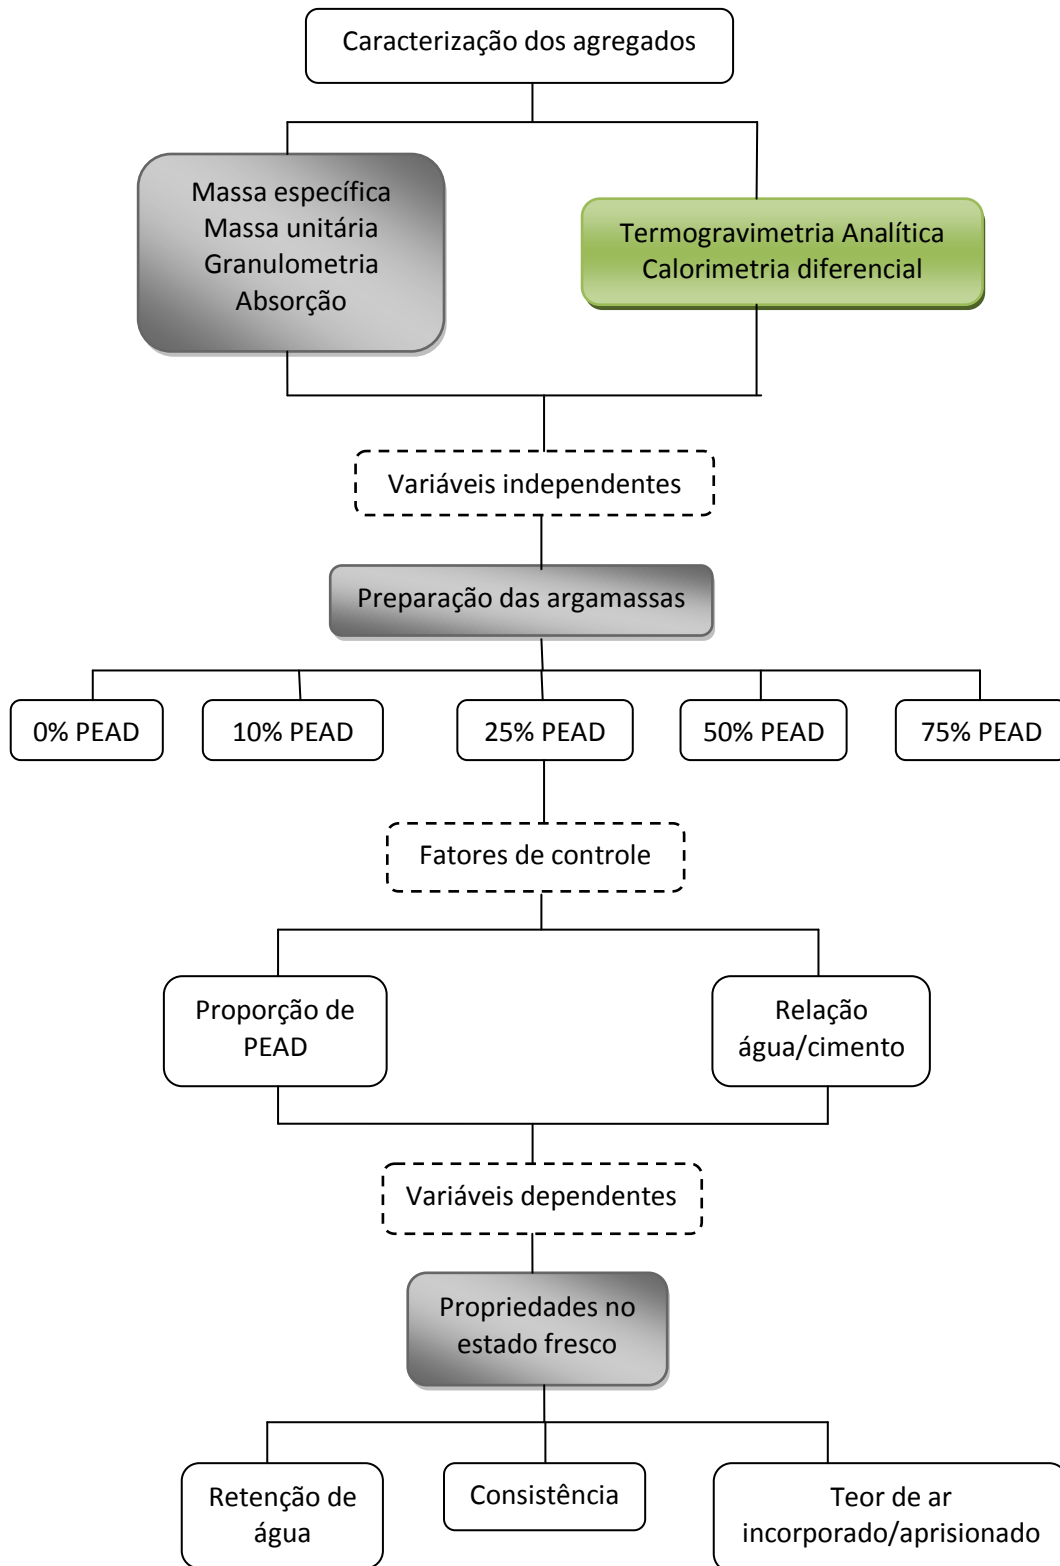 Caracterização dos agregados
Massa específica
Massa unitária
Granulometria
Absorção
Termogravimetria Analítica
Calorimetria diferencial
Variáveis independentes
Preparação das argamassas
0% PEAD
10% PEAD
25% PEAD
50% PEAD
75% PEAD
Fatores de controle
Proporção de
PEAD
Relação
água/cimento
Variáveis dependentes
Propriedades no
estado fresco
Retenção de
água
Consistência
Teor de ar
incorporado/aprisionado